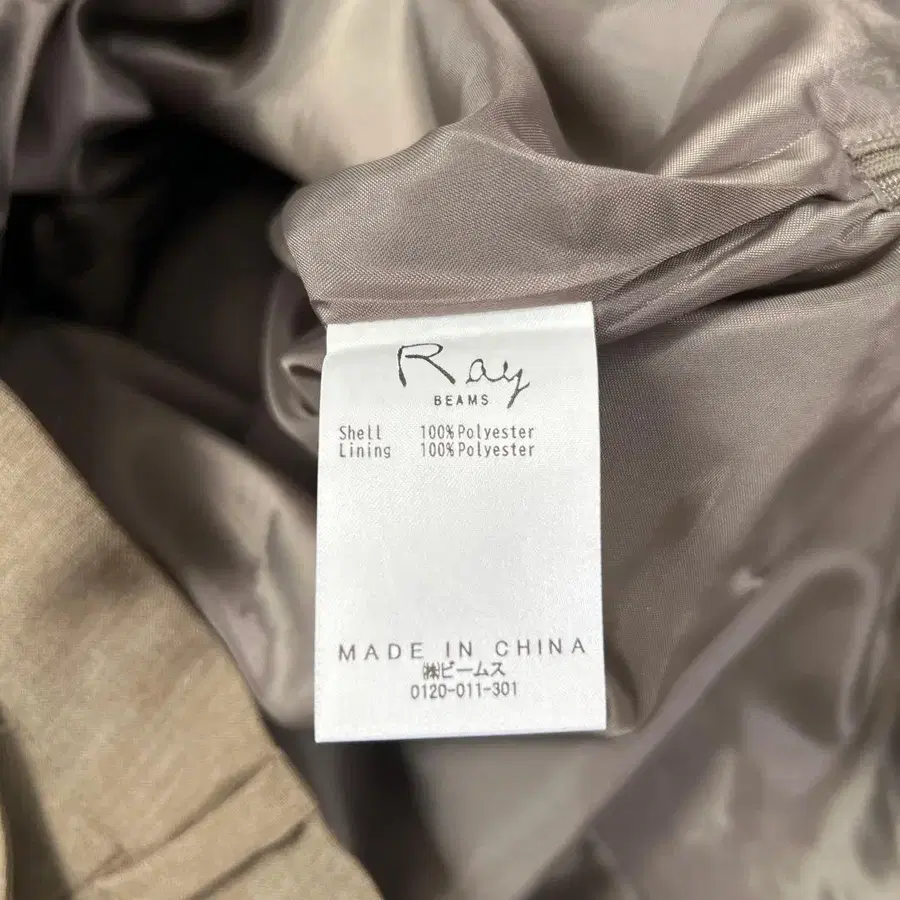 Ray
BEAMS
Shell 100%Polyester
Lining 100%Polyester
MADE IN CHINA
㈱ビームス
0120-011-301